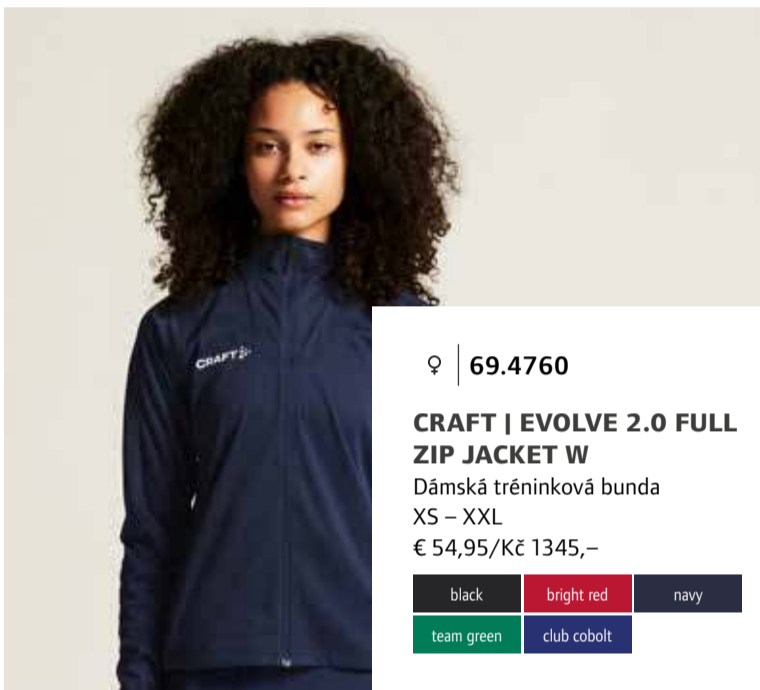 CRAFT
69.4760
CRAFT | EVOLVE 2.0 FULL
ZIP JACKET W
Dámská tréninková bunda
XS – XXL
€ 54,95/Kč 1345,–
black bright red navy
team green club cobolt